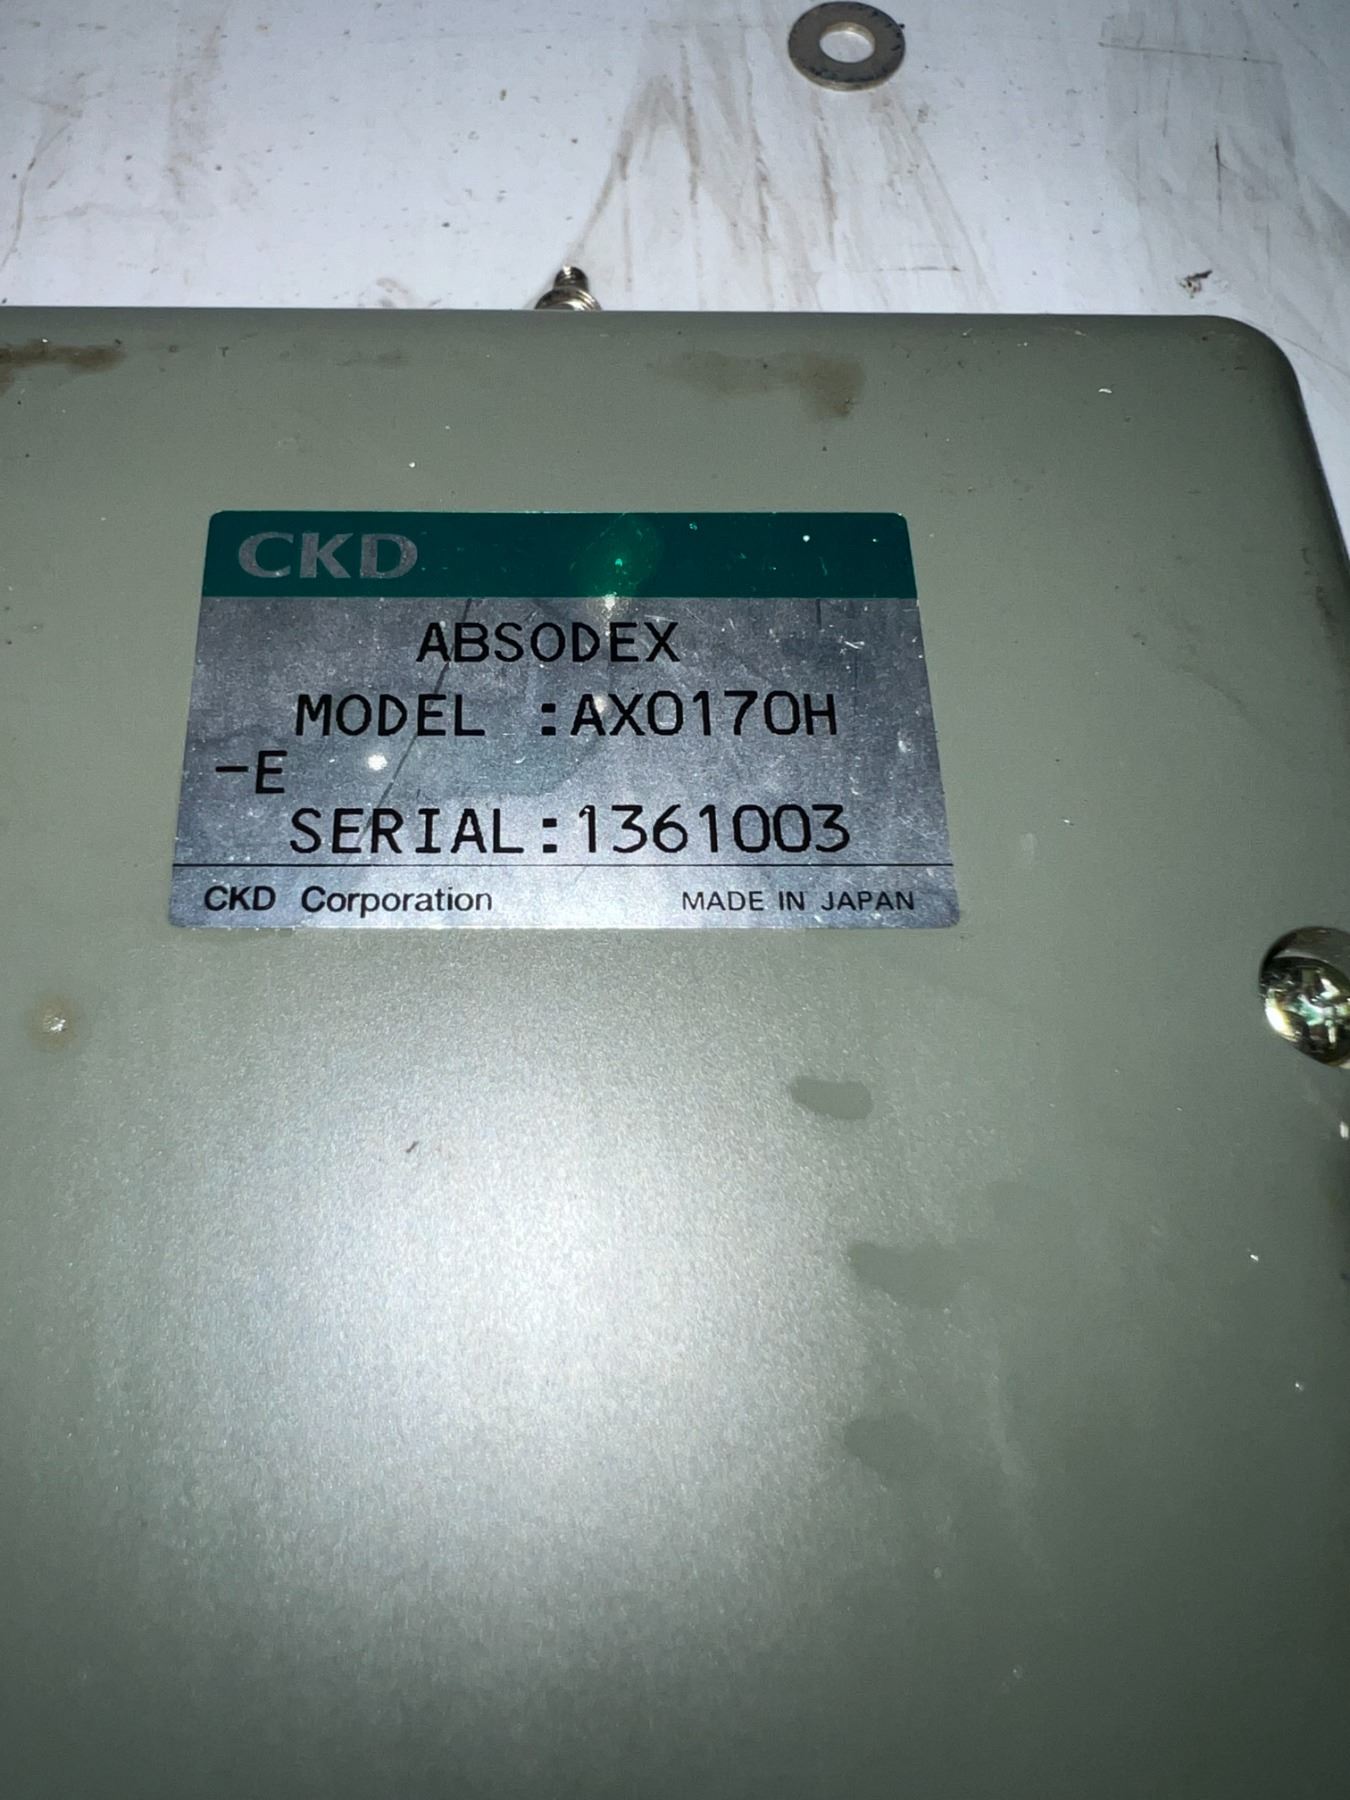 CKD
ABSODEX
MODEL :AX0170H
-E
SERIAL:1361003
CKD Corporation MADE IN JAPAN